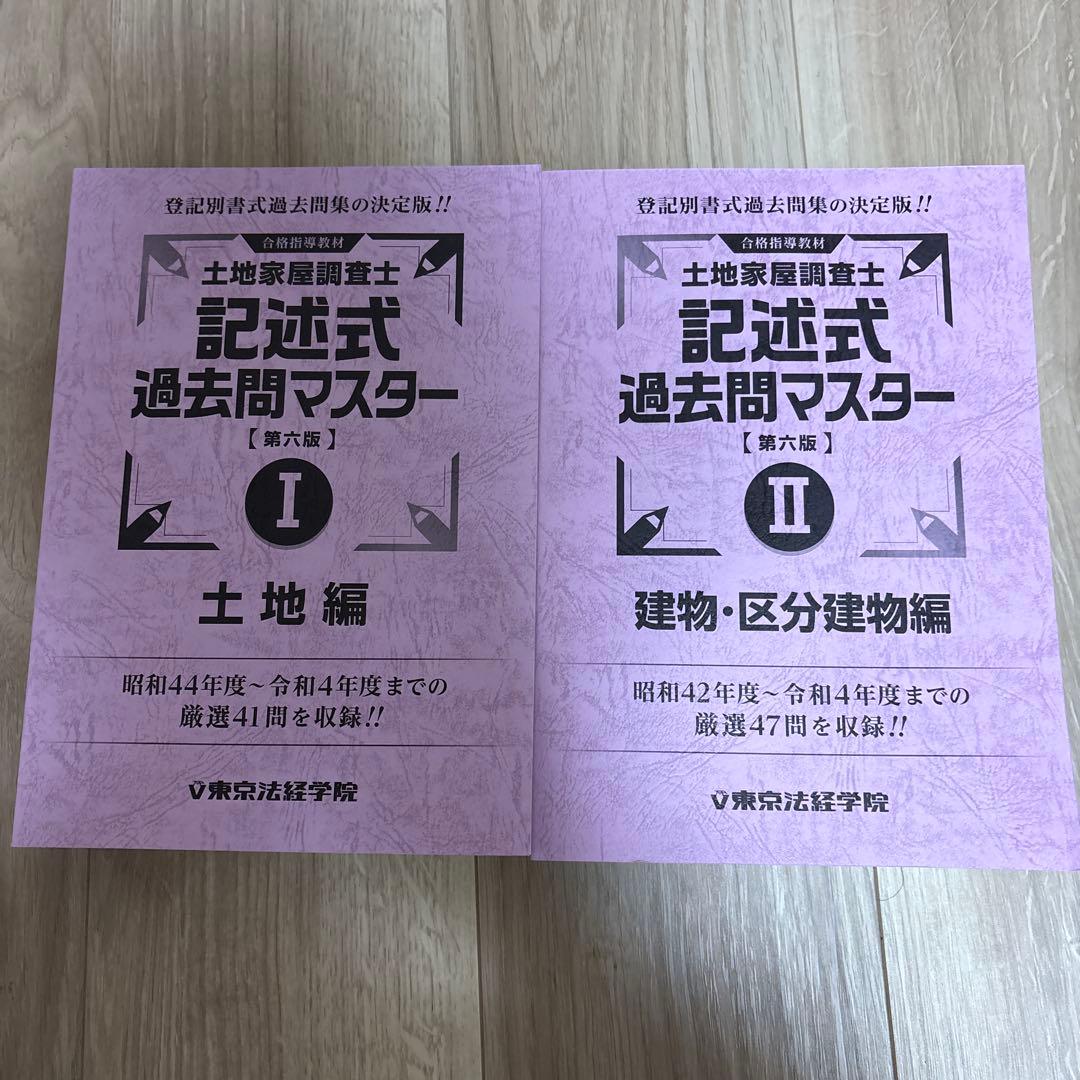 登記別書式過去問集の決定版!!
合格指導教材
土地家屋調査士
記述式
過去問マスター
【第六版】
I
土地編
昭和44年度～令和4年度までの
厳選41問を収録!!
東京法経学院
登記別書式過去問集の決定版!!
合格指導教材
土地家屋調査士
記述式
過去問マスター
【第六版】
II
建物・区分建物編
昭和42年度～令和4年度までの
厳選47問を収録!!
東京法経学院